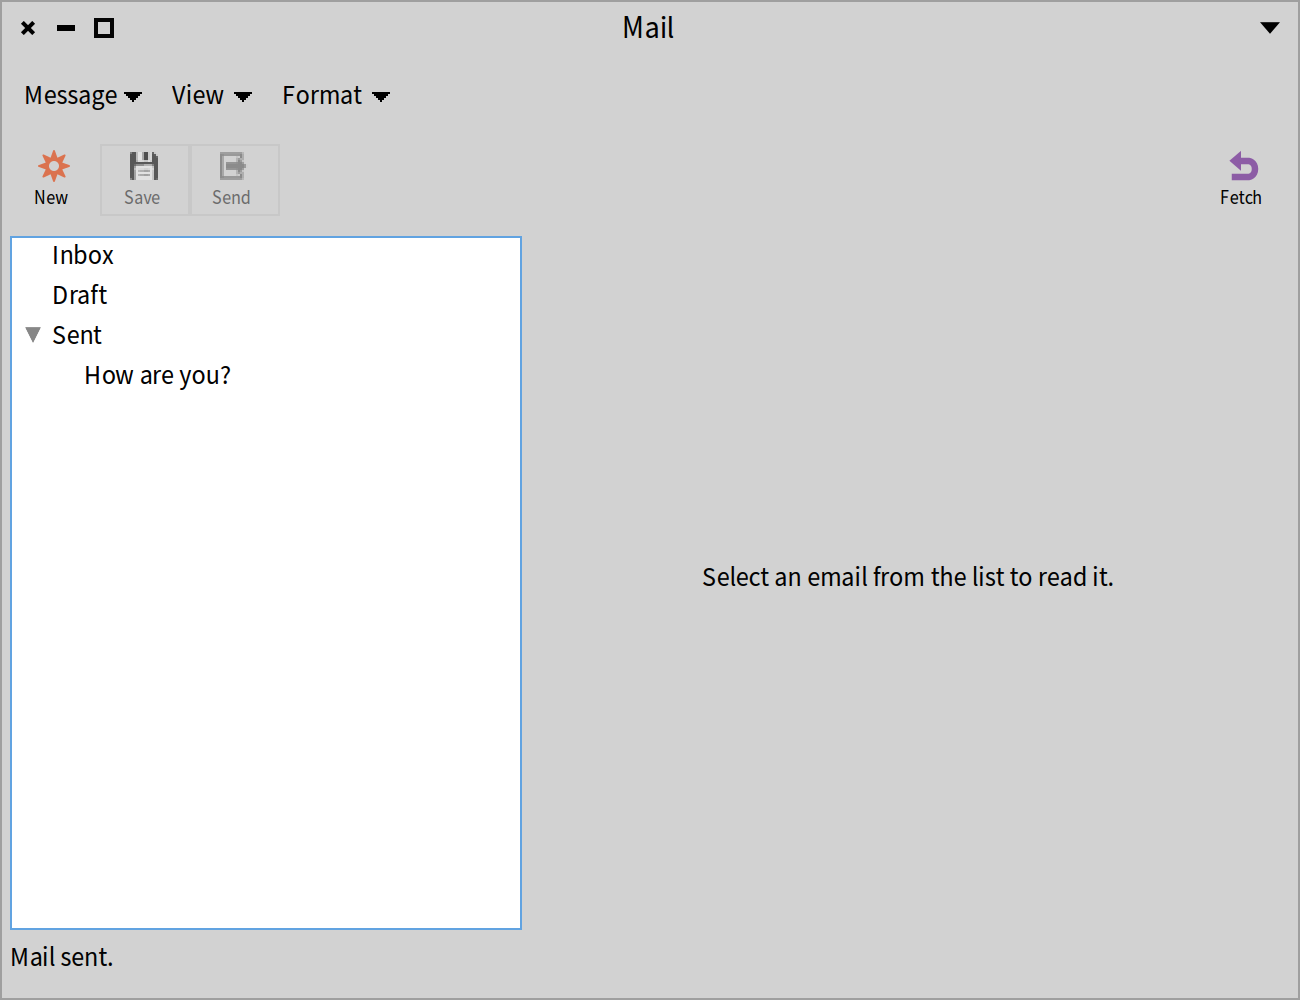 Mail
Message View Format
New Save Send Fetch
Inbox
Draft
Sent
How are you?
Select an email from the list to read it.
Mail sent.